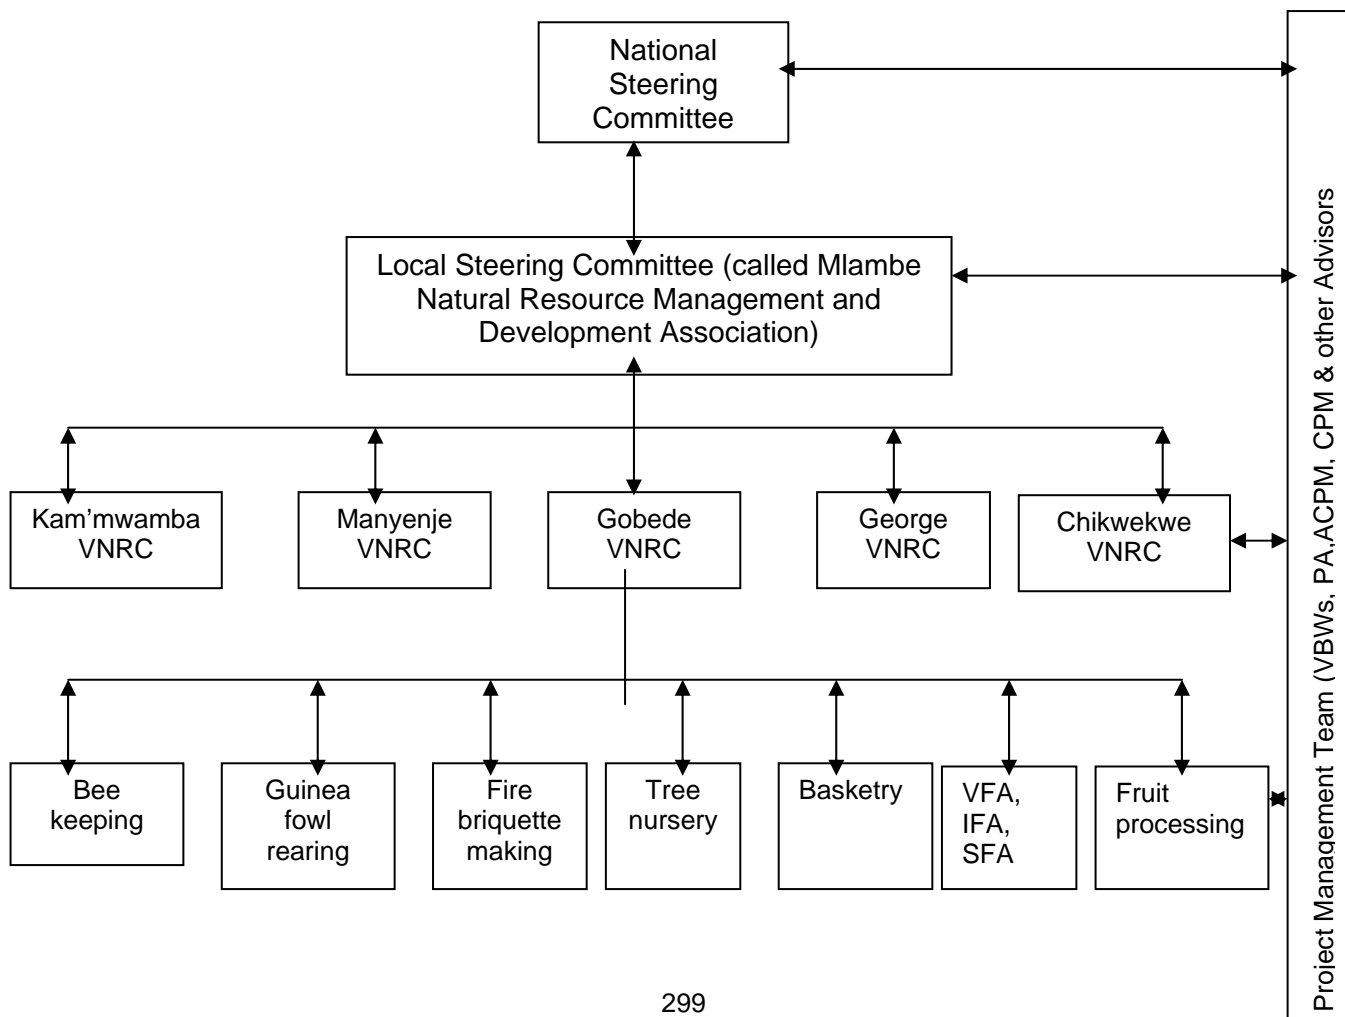 National
Steering
Committee
Local Steering Committee (called Mlambe
Natural Resource Management and
Development Association)
Kam'mwamba
VNRC
Manyenje
VNRC
Gobede
VNRC
George
VNRC
Chikwekwe
VNRC
Bee
keeping
Guinea
fowl
rearing
Fire
briquette
making
Tree
nursery
Basketry
VFA,
IFA,
SFA
Fruit
processing
Project Management Team (VBWs, PA,ACPM, CPM & other Advisors
299